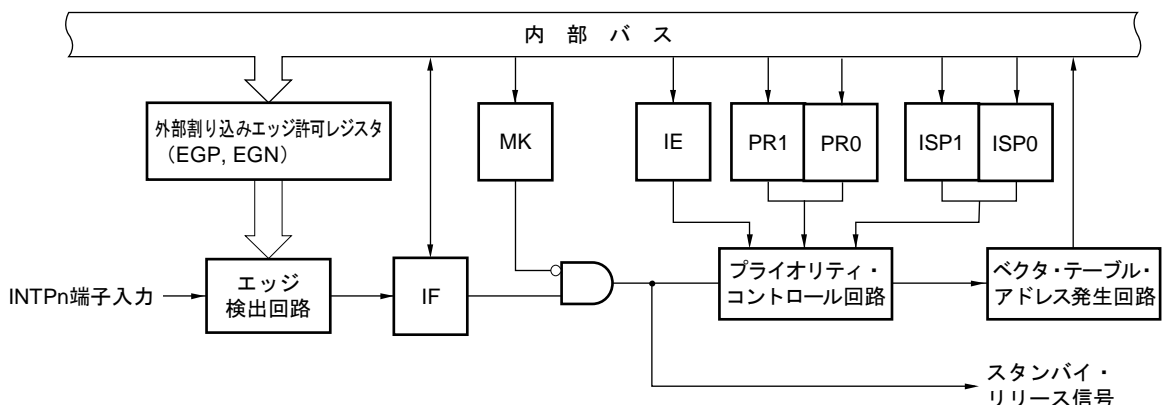 内 部 バ ス
外部割り込みエッジ許可レジスタ
（EGP, EGN）
MK
IE
PR1
PR0
ISP1
ISP0
INTPn端子入力
エッジ
検出回路
IF
プライオリティ・
コントロール回路
ベクタ・テーブル・
アドレス発生回路
スタンバイ・
リリース信号